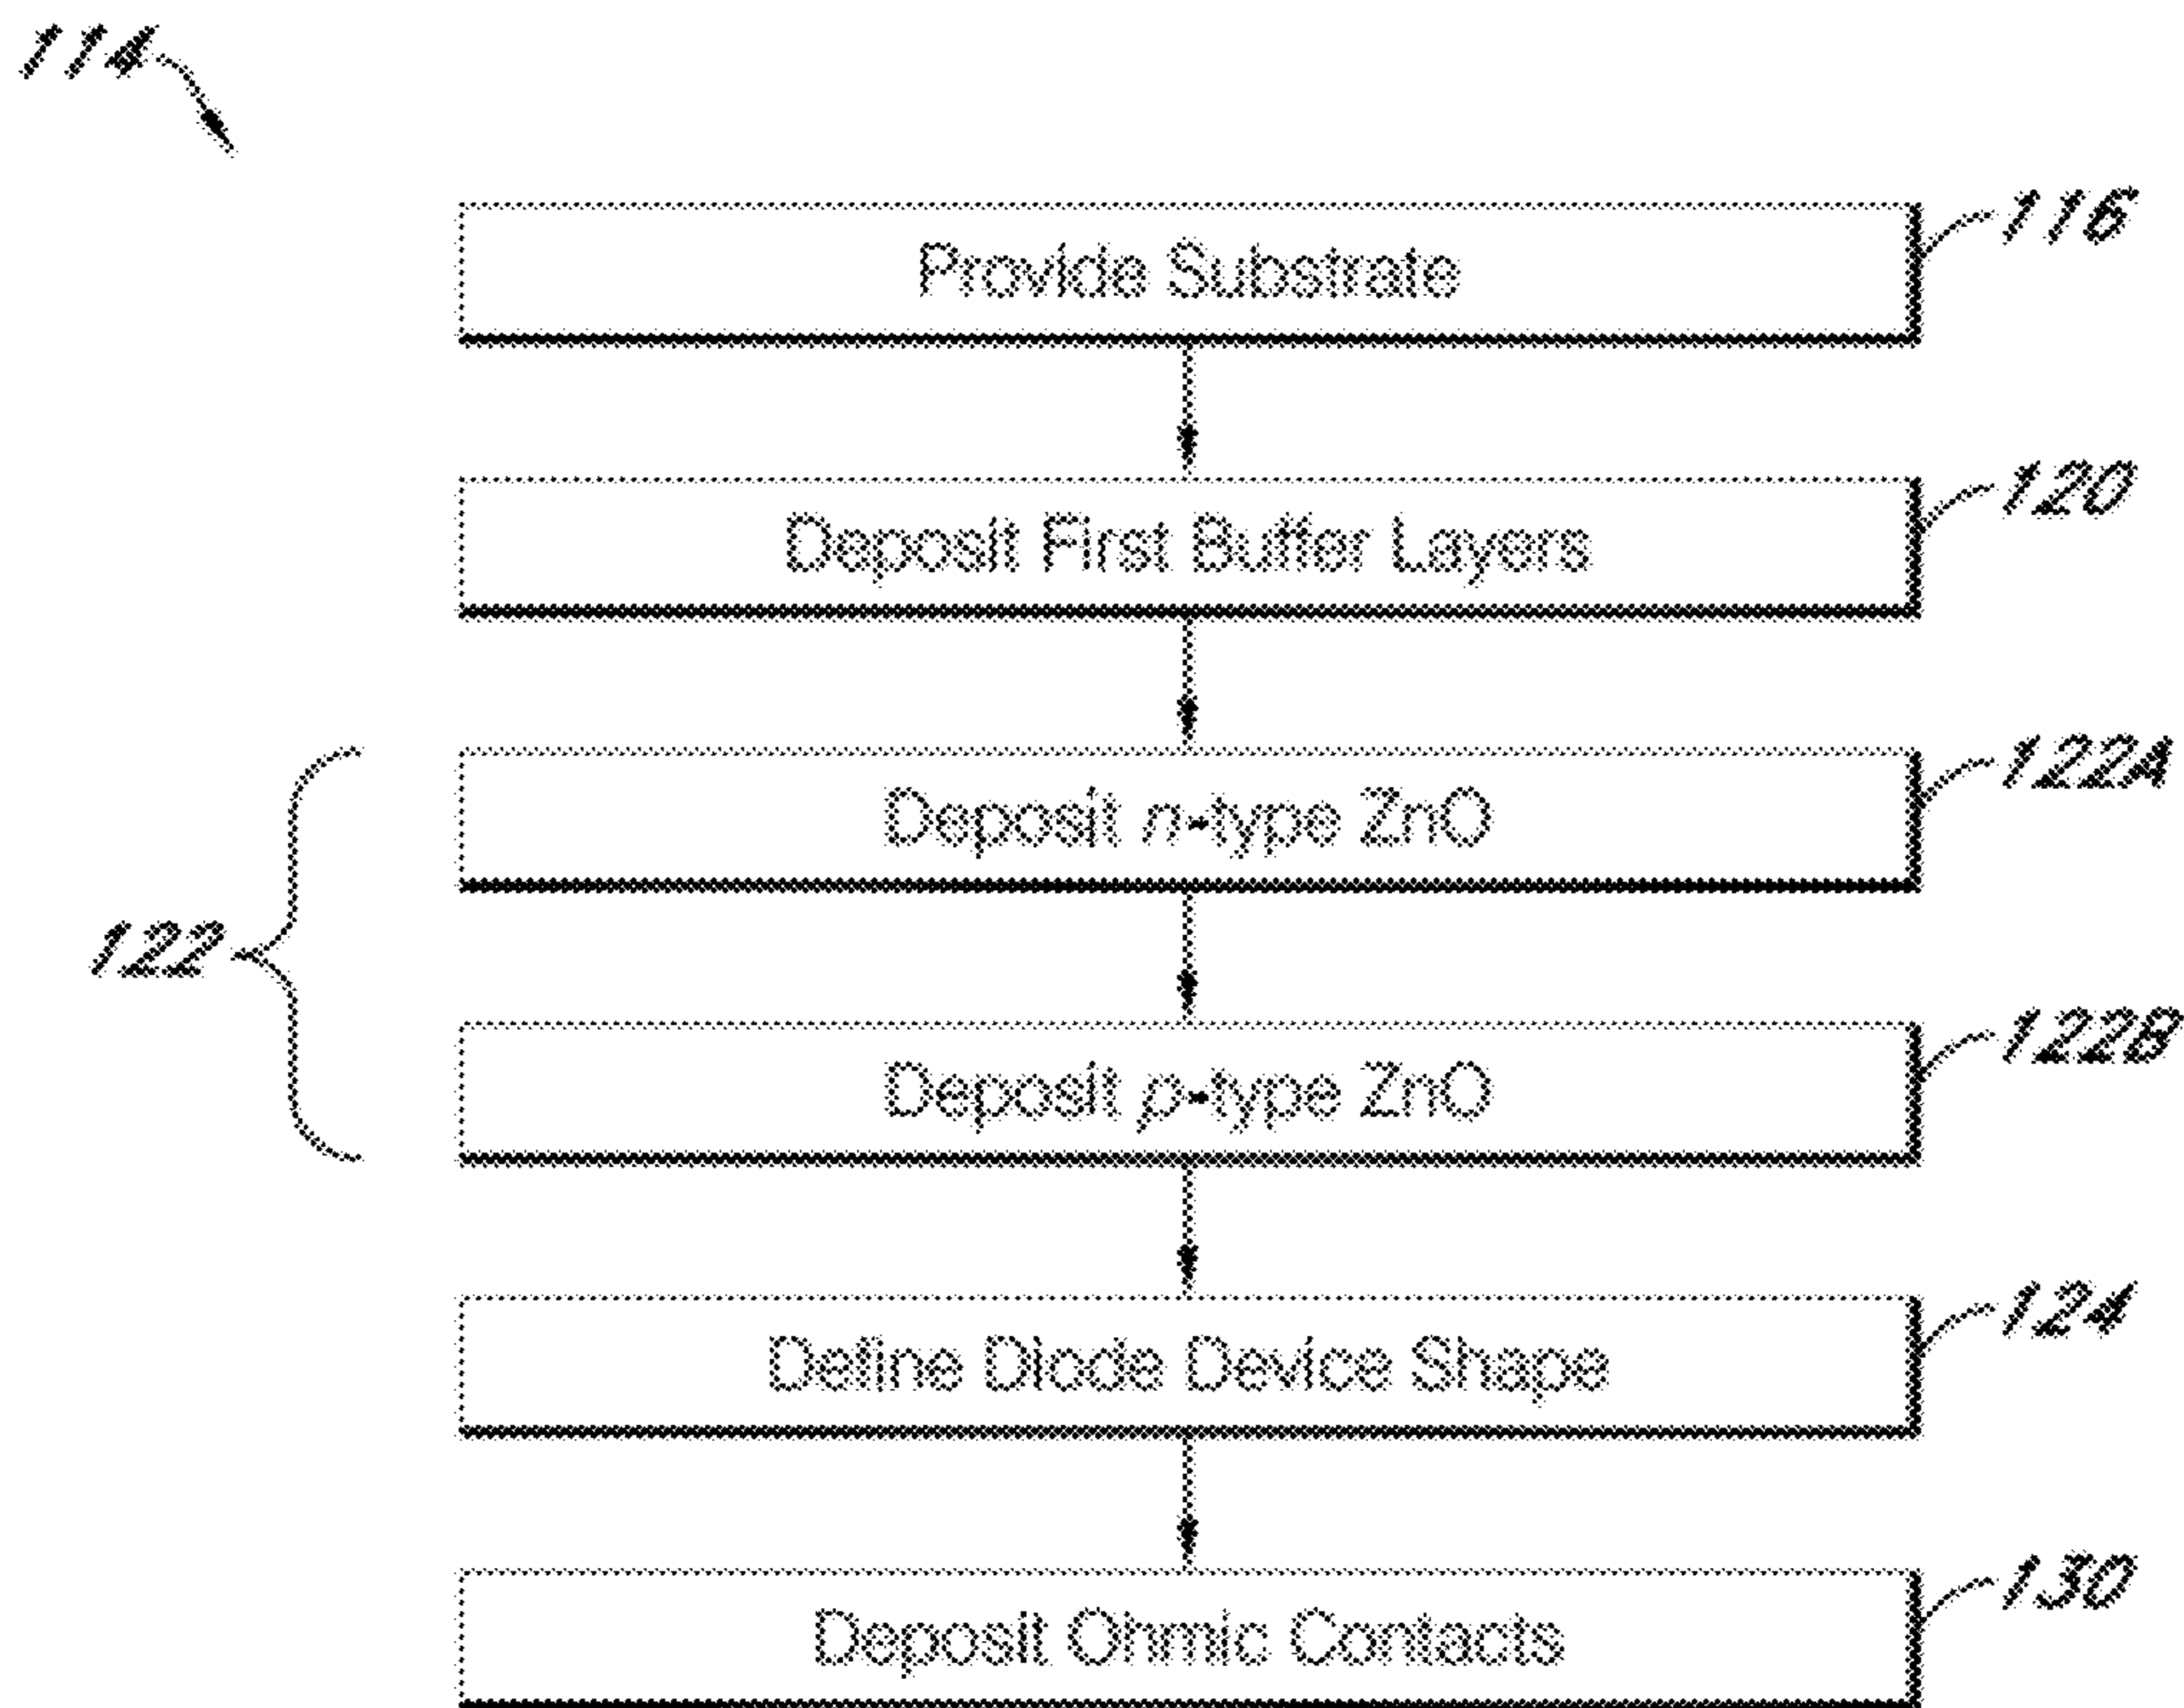 114
Provide Substrate 116
Deposit First Buffer Layers 120
Deposit n-type ZnO 122A
122
Deposit p-type ZnO 122B
Define Diode Device Shape 124
Deposit Ohmic Contacts 130